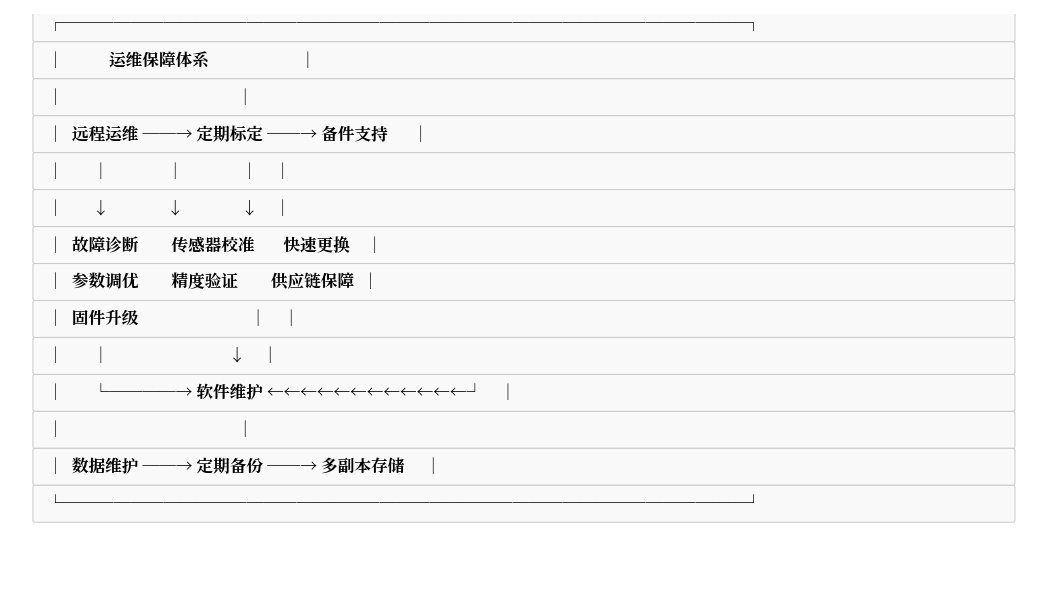 ┌──────────────────────────────────────────┐
│ 运维保障体系 │
│ │
│ 远程运维 ───→ 定期标定 ───→ 备件支持 │
│ │ │ │ │
│ ↓ ↓ ↓ │
│ 故障诊断 传感器校准 快速更换 │
│ 参数调优 精度验证 供应链保障 │
│ 固件升级 │ │
│ │ ↓ │
│ └─────→ 软件维护 ←←←←←←←←←←←←┘ │
│ │
│ 数据维护 ───→ 定期备份 ───→ 多副本存储 │
└──────────────────────────────────────────┘